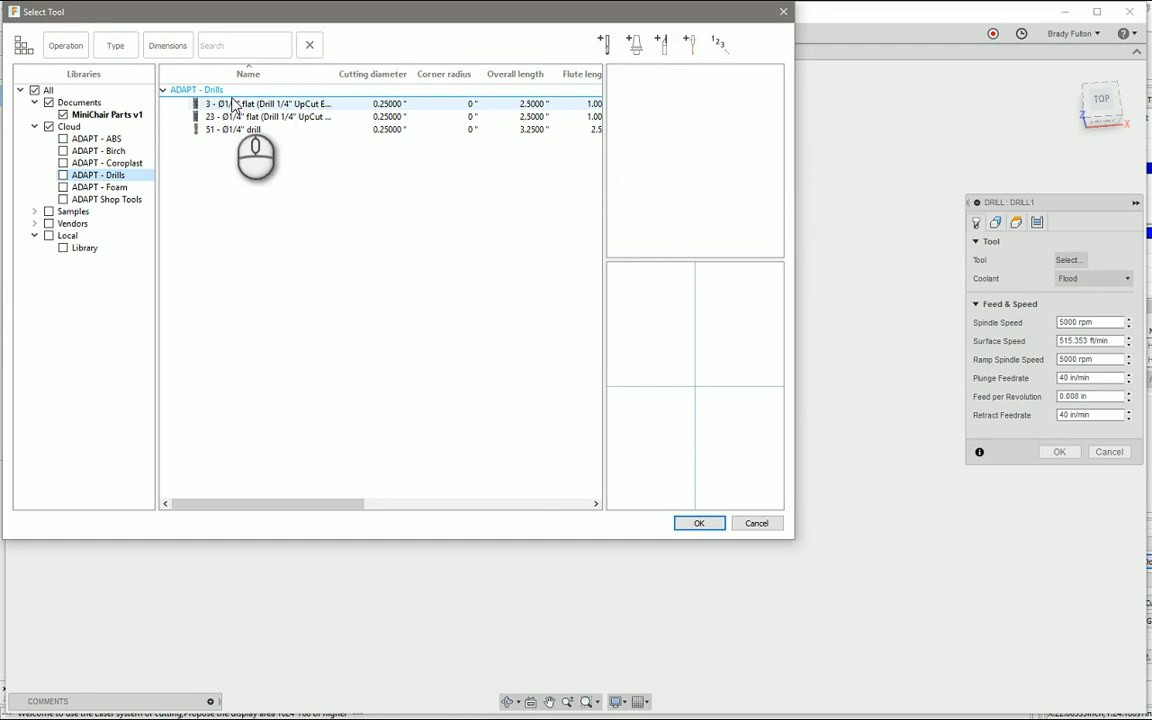 Select Tool
Brady Fulton
Operation Type Dimensions Search
Libraries
All
Documents
MiniChair Parts v1
Cloud
ADAPT - ABS
ADAPT - Birch
ADAPT - Coroplast
ADAPT - Drills
ADAPT - Foam
ADAPT Shop Tools
Samples
Vendors
Local
Library
Name Cutting diameter Corner radius Overall length Flute leng
ADAPT - Drills
3 - Ø1/4" flat (Drill 1/4" UpCut E... 0.25000 " 0 " 2.5000 " 1.00
23 - Ø1/4" flat (Drill 1/4" UpCut ... 0.25000 " 0 " 2.5000 " 1.00
51 - Ø1/4" drill 0.25000 " 0 " 3.2500 " 2.5
OK Cancel
TOP
Z X
DRILL : DRILL1
Tool
Tool Select...
Coolant Flood
Feed & Speed
Spindle Speed 5000 rpm
Surface Speed 515.353 ft/min
Ramp Spindle Speed 5000 rpm
Plunge Feedrate 40 in/min
Feed per Revolution 0.008 in
Retract Feedrate 40 in/min
OK Cancel
COMMENTS